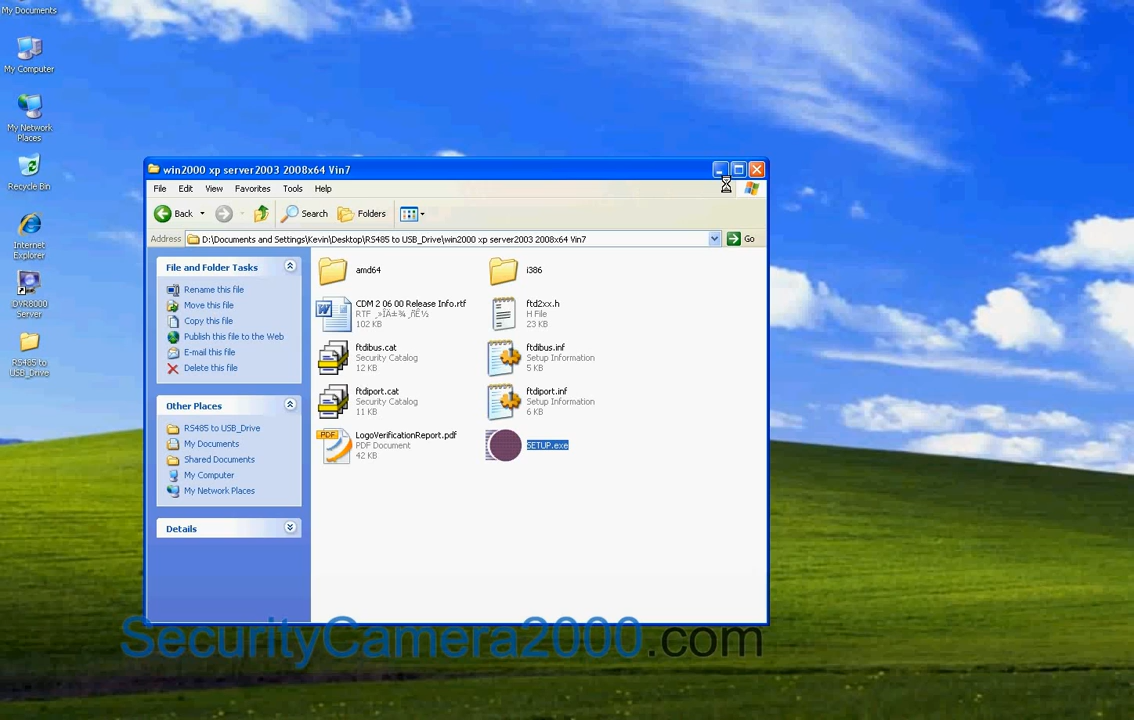 My Documents
My Computer
My Network
Places
Recycle Bin
Internet
Explorer
DVR8000
Server
RS485 to
USB_Drive
win2000 xp server2003 2008x64 Vin7
File Edit View Favorites Tools Help
Back Search Folders
Address D:\Documents and Settings\Kevin\Desktop\RS485 to USB_Drive\win2000 xp server2003 2008x64 Vin7 Go
File and Folder Tasks
Rename this file
Move this file
Copy this file
Publish this file to the Web
E-mail this file
Delete this file
Other Places
RS485 to USB_Drive
My Documents
Shared Documents
My Computer
My Network Places
Details
amd64
i386
CDM 2 06 00 Release Info.rtf
RTF
102 KB
ftd2xx.h
H File
23 KB
ftdibus.cat
Security Catalog
12 KB
ftdibus.inf
Setup Information
5 KB
ftdiport.cat
Security Catalog
11 KB
ftdiport.inf
Setup Information
6 KB
PDF
LogoVerificationReport.pdf
PDF Document
42 KB
SETUP.exe
SecurityCamera2000.com